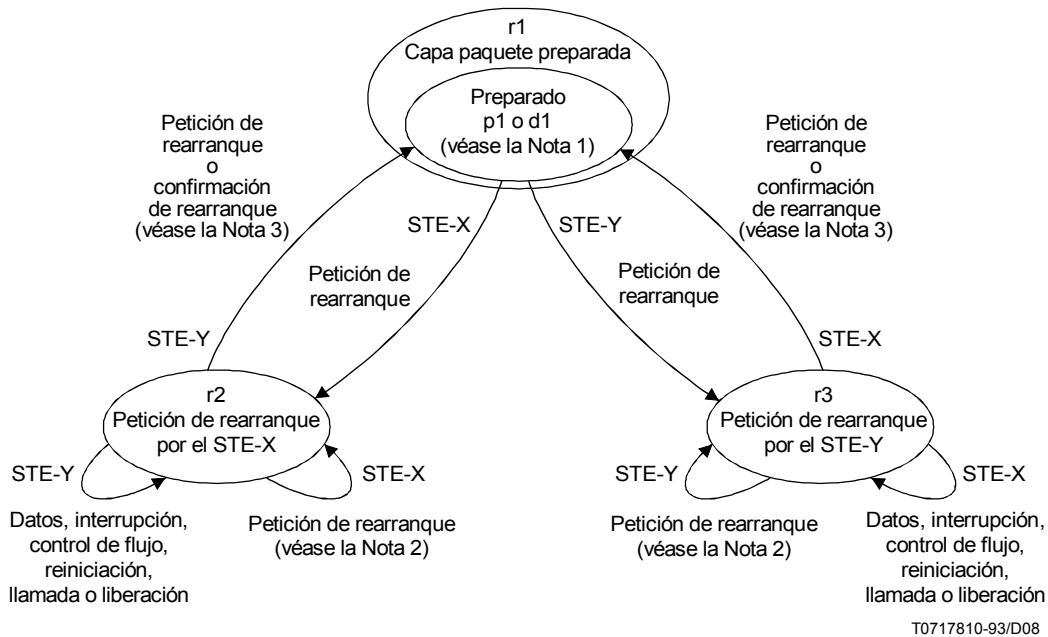 r1
Capa paquete preparada
Preparado
p1 o d1
(véase la Nota 1)
Petición de
rearranque
o
confirmación
de rearranque
(véase la Nota 3)
Petición de
rearranque
o
confirmación
de rearranque
(véase la Nota 3)
STE-X
STE-Y
Petición de
rearranque
Petición de
rearranque
STE-Y
STE-X
r2
Petición de rearranque
por el STE-X
r3
Petición de rearranque
por el STE-Y
STE-Y
STE-X
STE-Y
STE-X
Datos, interrupción,
control de flujo,
reiniciación,
llamada o liberación
Petición de rearranque
(véase la Nota 2)
Petición de rearranque
(véase la Nota 2)
Datos, interrupción,
control de flujo,
reiniciación,
llamada o liberación
T0717810-93/D08